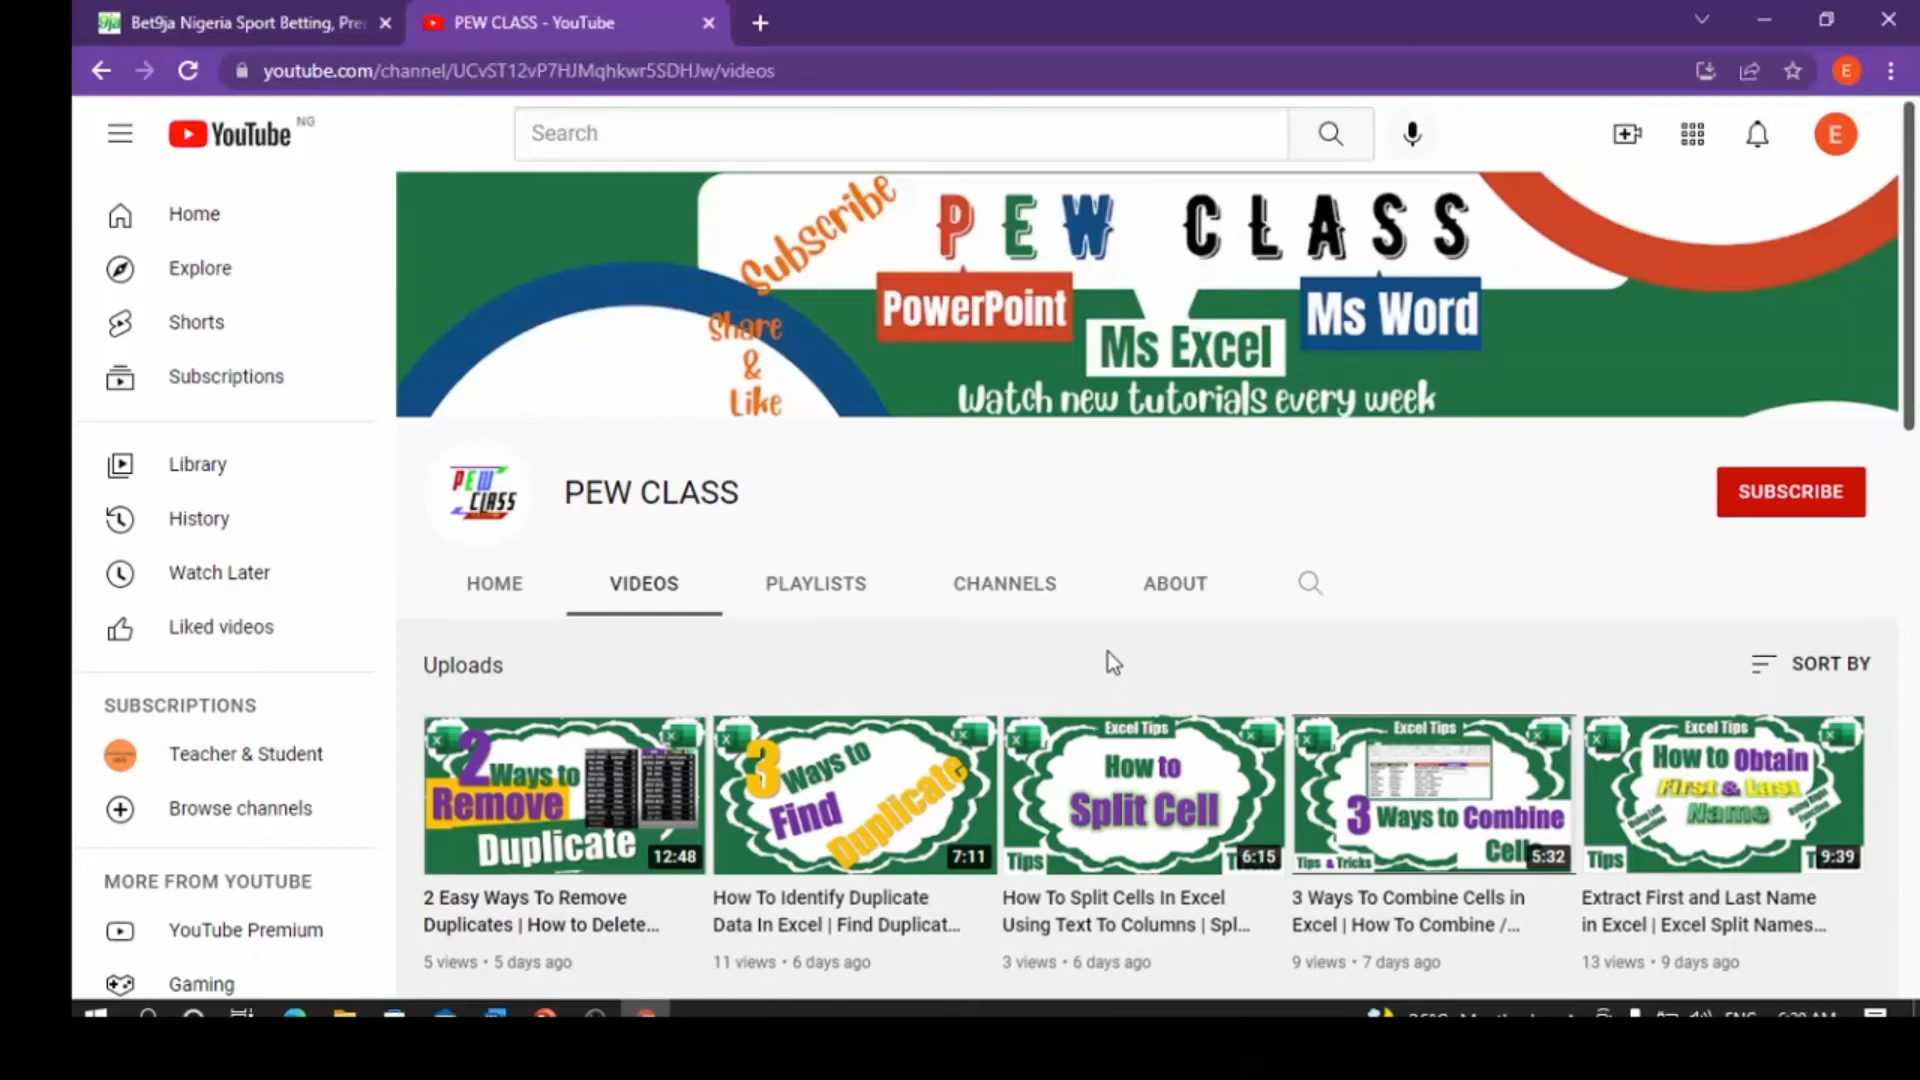 Bet9ja Nigeria Sport Betting, Pre
PEW CLASS - YouTube
youtube.com/channel/UCvST12vP7HJMqhkwr5SDHJw/videos
E
YouTube NG
Search
E
Home
Explore
Shorts
Subscriptions
Library
History
Watch Later
Liked videos
SUBSCRIPTIONS
Teacher & Student
Browse channels
MORE FROM YOUTUBE
YouTube Premium
Gaming
Subscribe
Share
&
Like
PEW CLASS
PowerPoint
Ms Excel
Ms Word
Watch new tutorials every week
PEW
CLASS
PEW CLASS
SUBSCRIBE
HOME
VIDEOS
PLAYLISTS
CHANNELS
ABOUT
Uploads
SORT BY
2 Ways to
Remove
Duplicate
12:48
2 Easy Ways To Remove
Duplicates | How to Delete...
5 views • 5 days ago
3 Ways to
Find
Duplicate
7:11
How To Identify Duplicate
Data In Excel | Find Duplicat...
11 views • 6 days ago
Excel Tips
How to
Split Cell
Tips
6:15
How To Split Cells In Excel
Using Text To Columns | Spl...
3 views • 6 days ago
Excel Tips
3 Ways to Combine
Cell
Tips & Tricks
5:32
3 Ways To Combine Cells in
Excel | How To Combine /...
9 views • 7 days ago
Excel Tips
How to Obtain
First & Last
Name
Tips
9:39
Extract First and Last Name
in Excel | Excel Split Names...
13 views • 9 days ago